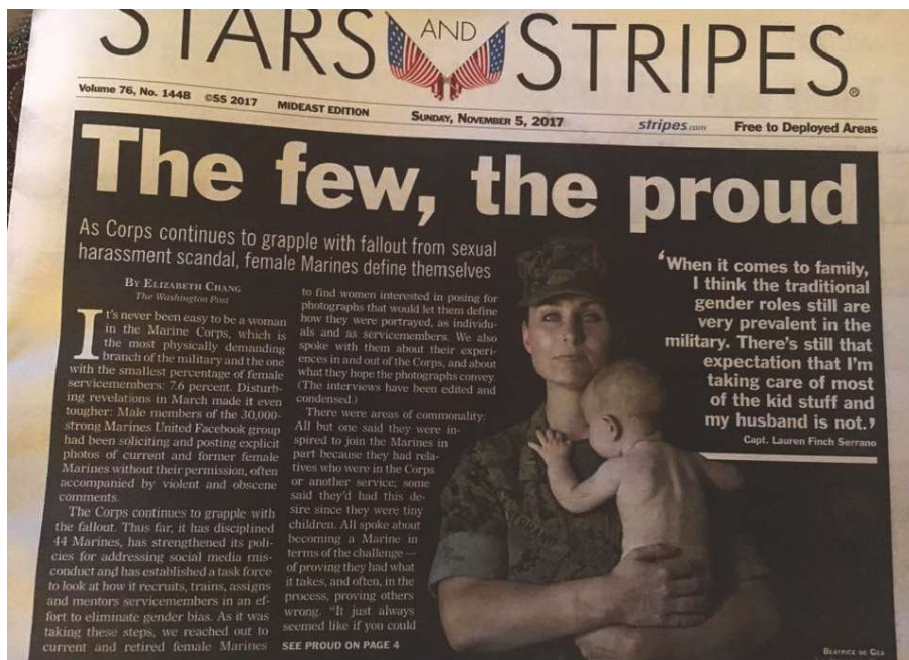 STARS AND STRIPES®
Volume 76, No. 144B ©SS 2017 MIDEAST EDITION SUNDAY, NOVEMBER 5, 2017 stripes.com Free to Deployed Areas
The few, the proud
As Corps continues to grapple with fallout from sexual
harassment scandal, female Marines define themselves
BY ELIZABETH CHANG
The Washington Post
It's never been easy to be a woman
in the Marine Corps, which is
the most physically demanding
branch of the military and the one
with the smallest percentage of female
servicemembers: 7.6 percent. Disturb-
ing revelations in March made it even
tougher: Male members of the 30,000-
strong Marines United Facebook group
had been soliciting and posting explicit
photos of current and former female
Marines without their permission, often
accompanied by violent and obscene
comments.
The Corps continues to grapple with
the fallout. Thus far, it has disciplined
44 Marines, has strengthened its poli-
cies for addressing social media mis-
conduct and has established a task force
to look at how it recruits, trains, assigns
and mentors servicemembers in an ef-
fort to eliminate gender bias. As it was
taking these steps, we reached out to
current and retired female Marines
to find women interested in posing for
photographs that would let them define
how they were portrayed, as individu-
als and as servicemembers. We also
spoke with them about their experi-
ences in and out of the Corps, and about
what they hope the photographs convey.
(The interviews have been edited and
condensed.)
There were areas of commonality:
All but one said they were in-
spired to join the Marines in
part because they had rela-
tives who were in the Corps
or another service; some
said they'd had this de-
sire since they were tiny
children. All spoke about
becoming a Marine in
terms of the challenge —
of proving they had what
it takes, and often, in the
process, proving others
wrong. "It just always
seemed like if you could
SEE PROUD ON PAGE 4
'When it comes to family,
I think the traditional
gender roles still are
very prevalent in the
military. There's still that
expectation that I'm
taking care of most
of the kid stuff and
my husband is not.'
Capt. Lauren Finch Serrano
BEATRICE DE GEA